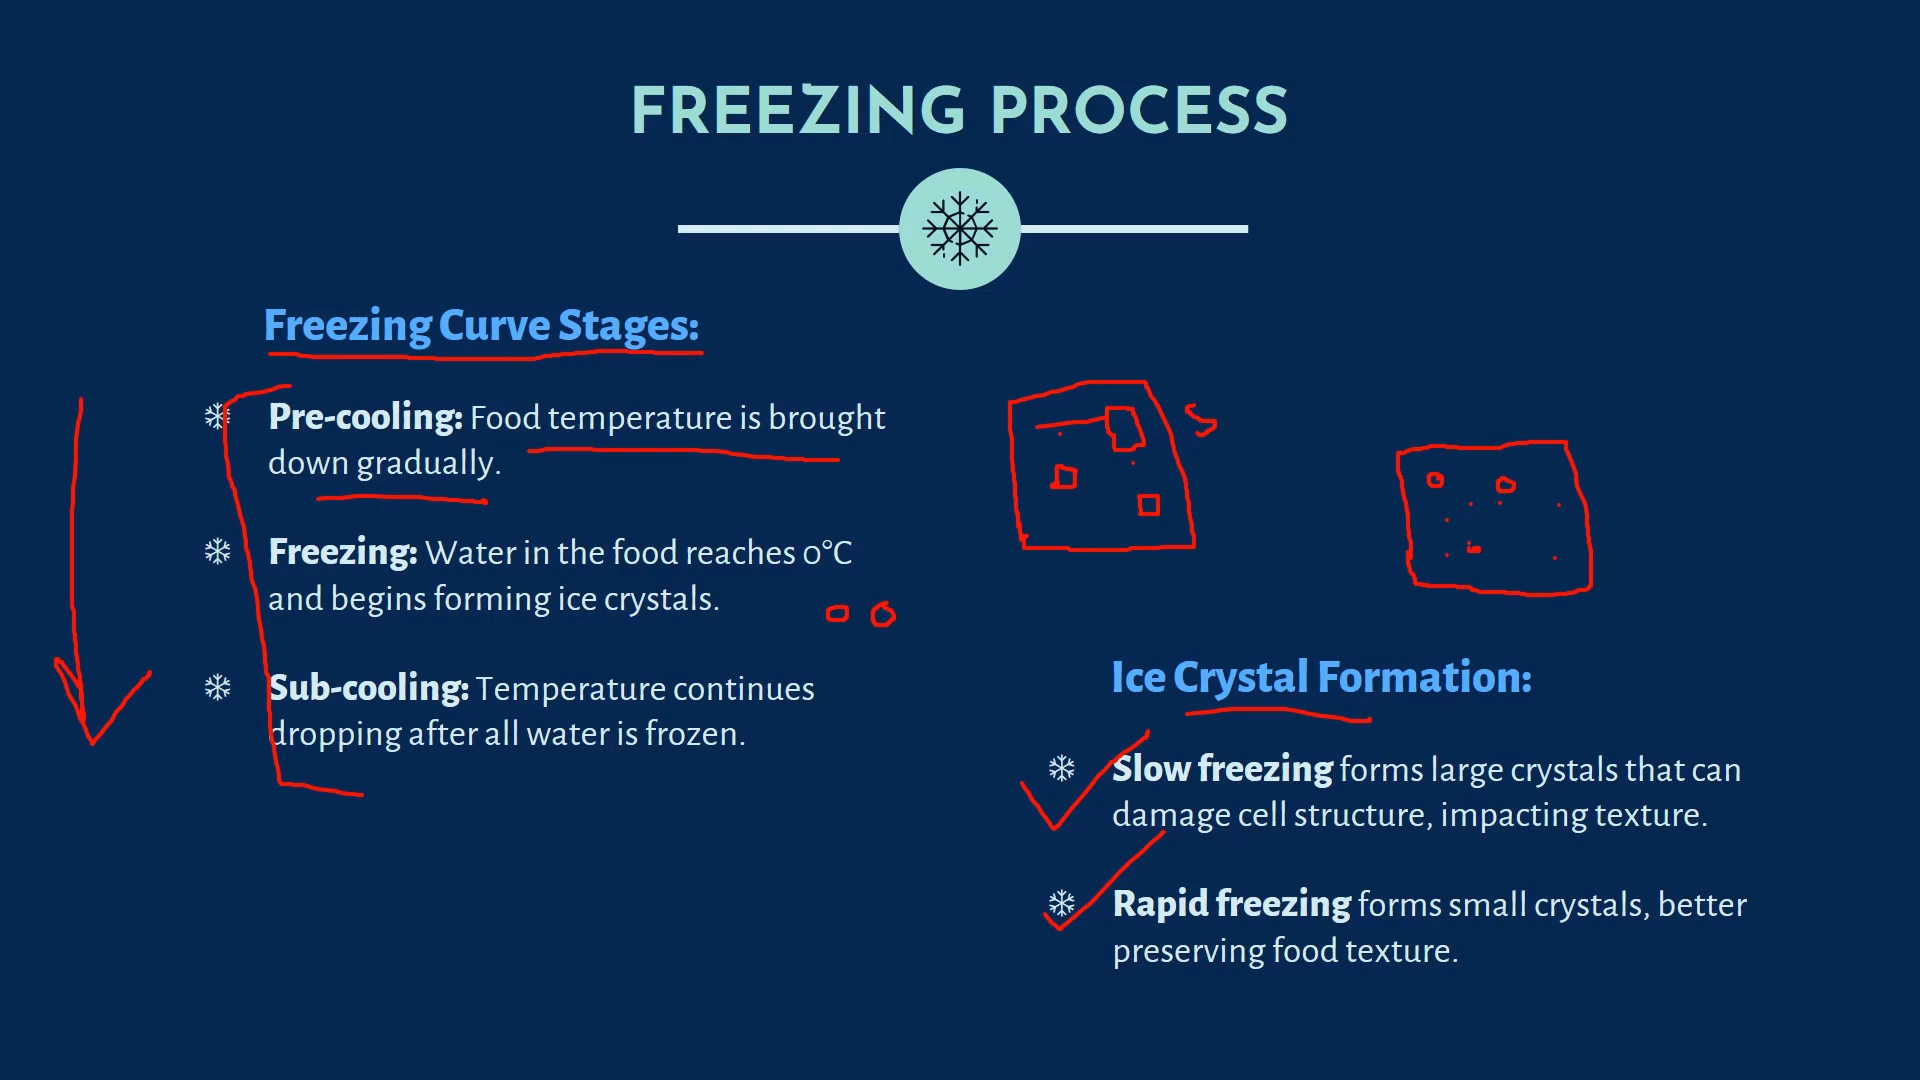 FREEZING PROCESS
Freezing Curve Stages:
Pre-cooling: Food temperature is brought
down gradually.
Freezing: Water in the food reaches 0°C
and begins forming ice crystals.
Sub-cooling: Temperature continues
dropping after all water is frozen.
Ice Crystal Formation:
Slow freezing forms large crystals that can
damage cell structure, impacting texture.
Rapid freezing forms small crystals, better
preserving food texture.